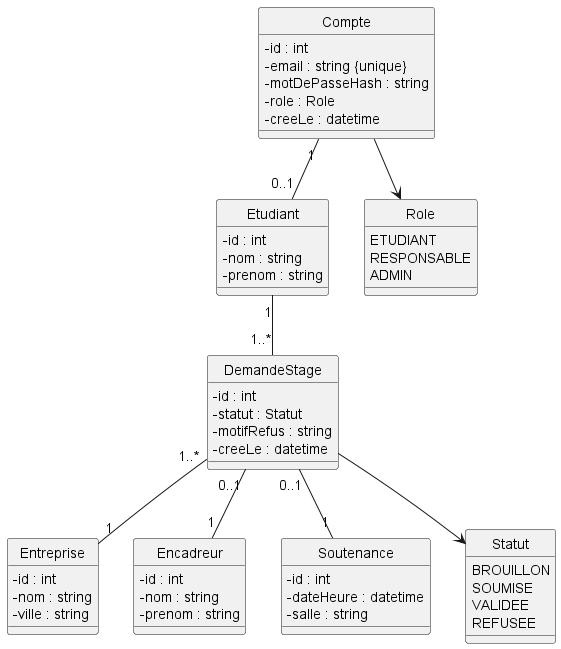 Compte
-id : int
-email : string {unique}
-motDePasseHash : string
-role : Role
-creeLe : datetime
1
0..1
Etudiant
-id : int
-nom : string
-prenom : string
Role
ETUDIANT
RESPONSABLE
ADMIN
1
1..*
DemandeStage
-id : int
-statut : Statut
-motifRefus : string
-creeLe : datetime
1..*
0..1
0..1
1
1
1
Entreprise
-id : int
-nom : string
-ville : string
Encadreur
-id : int
-nom : string
-prenom : string
Soutenance
-id : int
-dateHeure : datetime
-salle : string
Statut
BROUILLON
SOUMISE
VALIDEE
REFUSEE